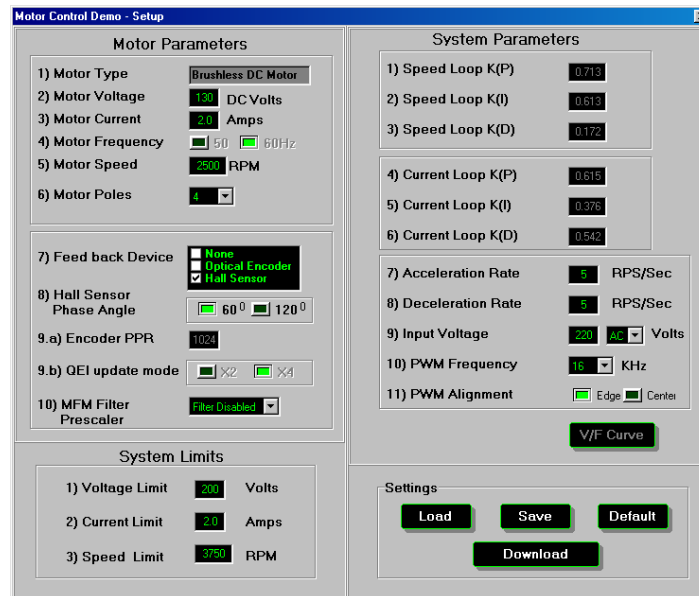 Motor Control Demo - Setup
Motor Parameters
1) Motor Type Brushless DC Motor
2) Motor Voltage 130 DC Volts
3) Motor Current 2.0 Amps
4) Motor Frequency 50 60Hz
5) Motor Speed 2500 RPM
6) Motor Poles 4
7) Feed back Device
None
Optical Encoder
Hall Sensor
8) Hall Sensor
Phase Angle 60 0 120 0
9.a) Encoder PPR 1024
9.b) QEI update mode X2 X4
10) MFM Filter
Prescaler Filter Disabled
System Limits
1) Voltage Limit 200 Volts
2) Current Limit 2.0 Amps
3) Speed Limit 3750 RPM
System Parameters
1) Speed Loop K(P) 0.713
2) Speed Loop K(I) 0.613
3) Speed Loop K(D) 0.172
4) Current Loop K(P) 0.615
5) Current Loop K(I) 0.376
6) Current Loop K(D) 0.542
7) Acceleration Rate 5 RPS/Sec
8) Deceleration Rate 5 RPS/Sec
9) Input Voltage 220 AC Volts
10) PWM Frequency 16 KHz
11) PWM Alignment Edge Center
V/F Curve
Settings
Load Save Default
Download